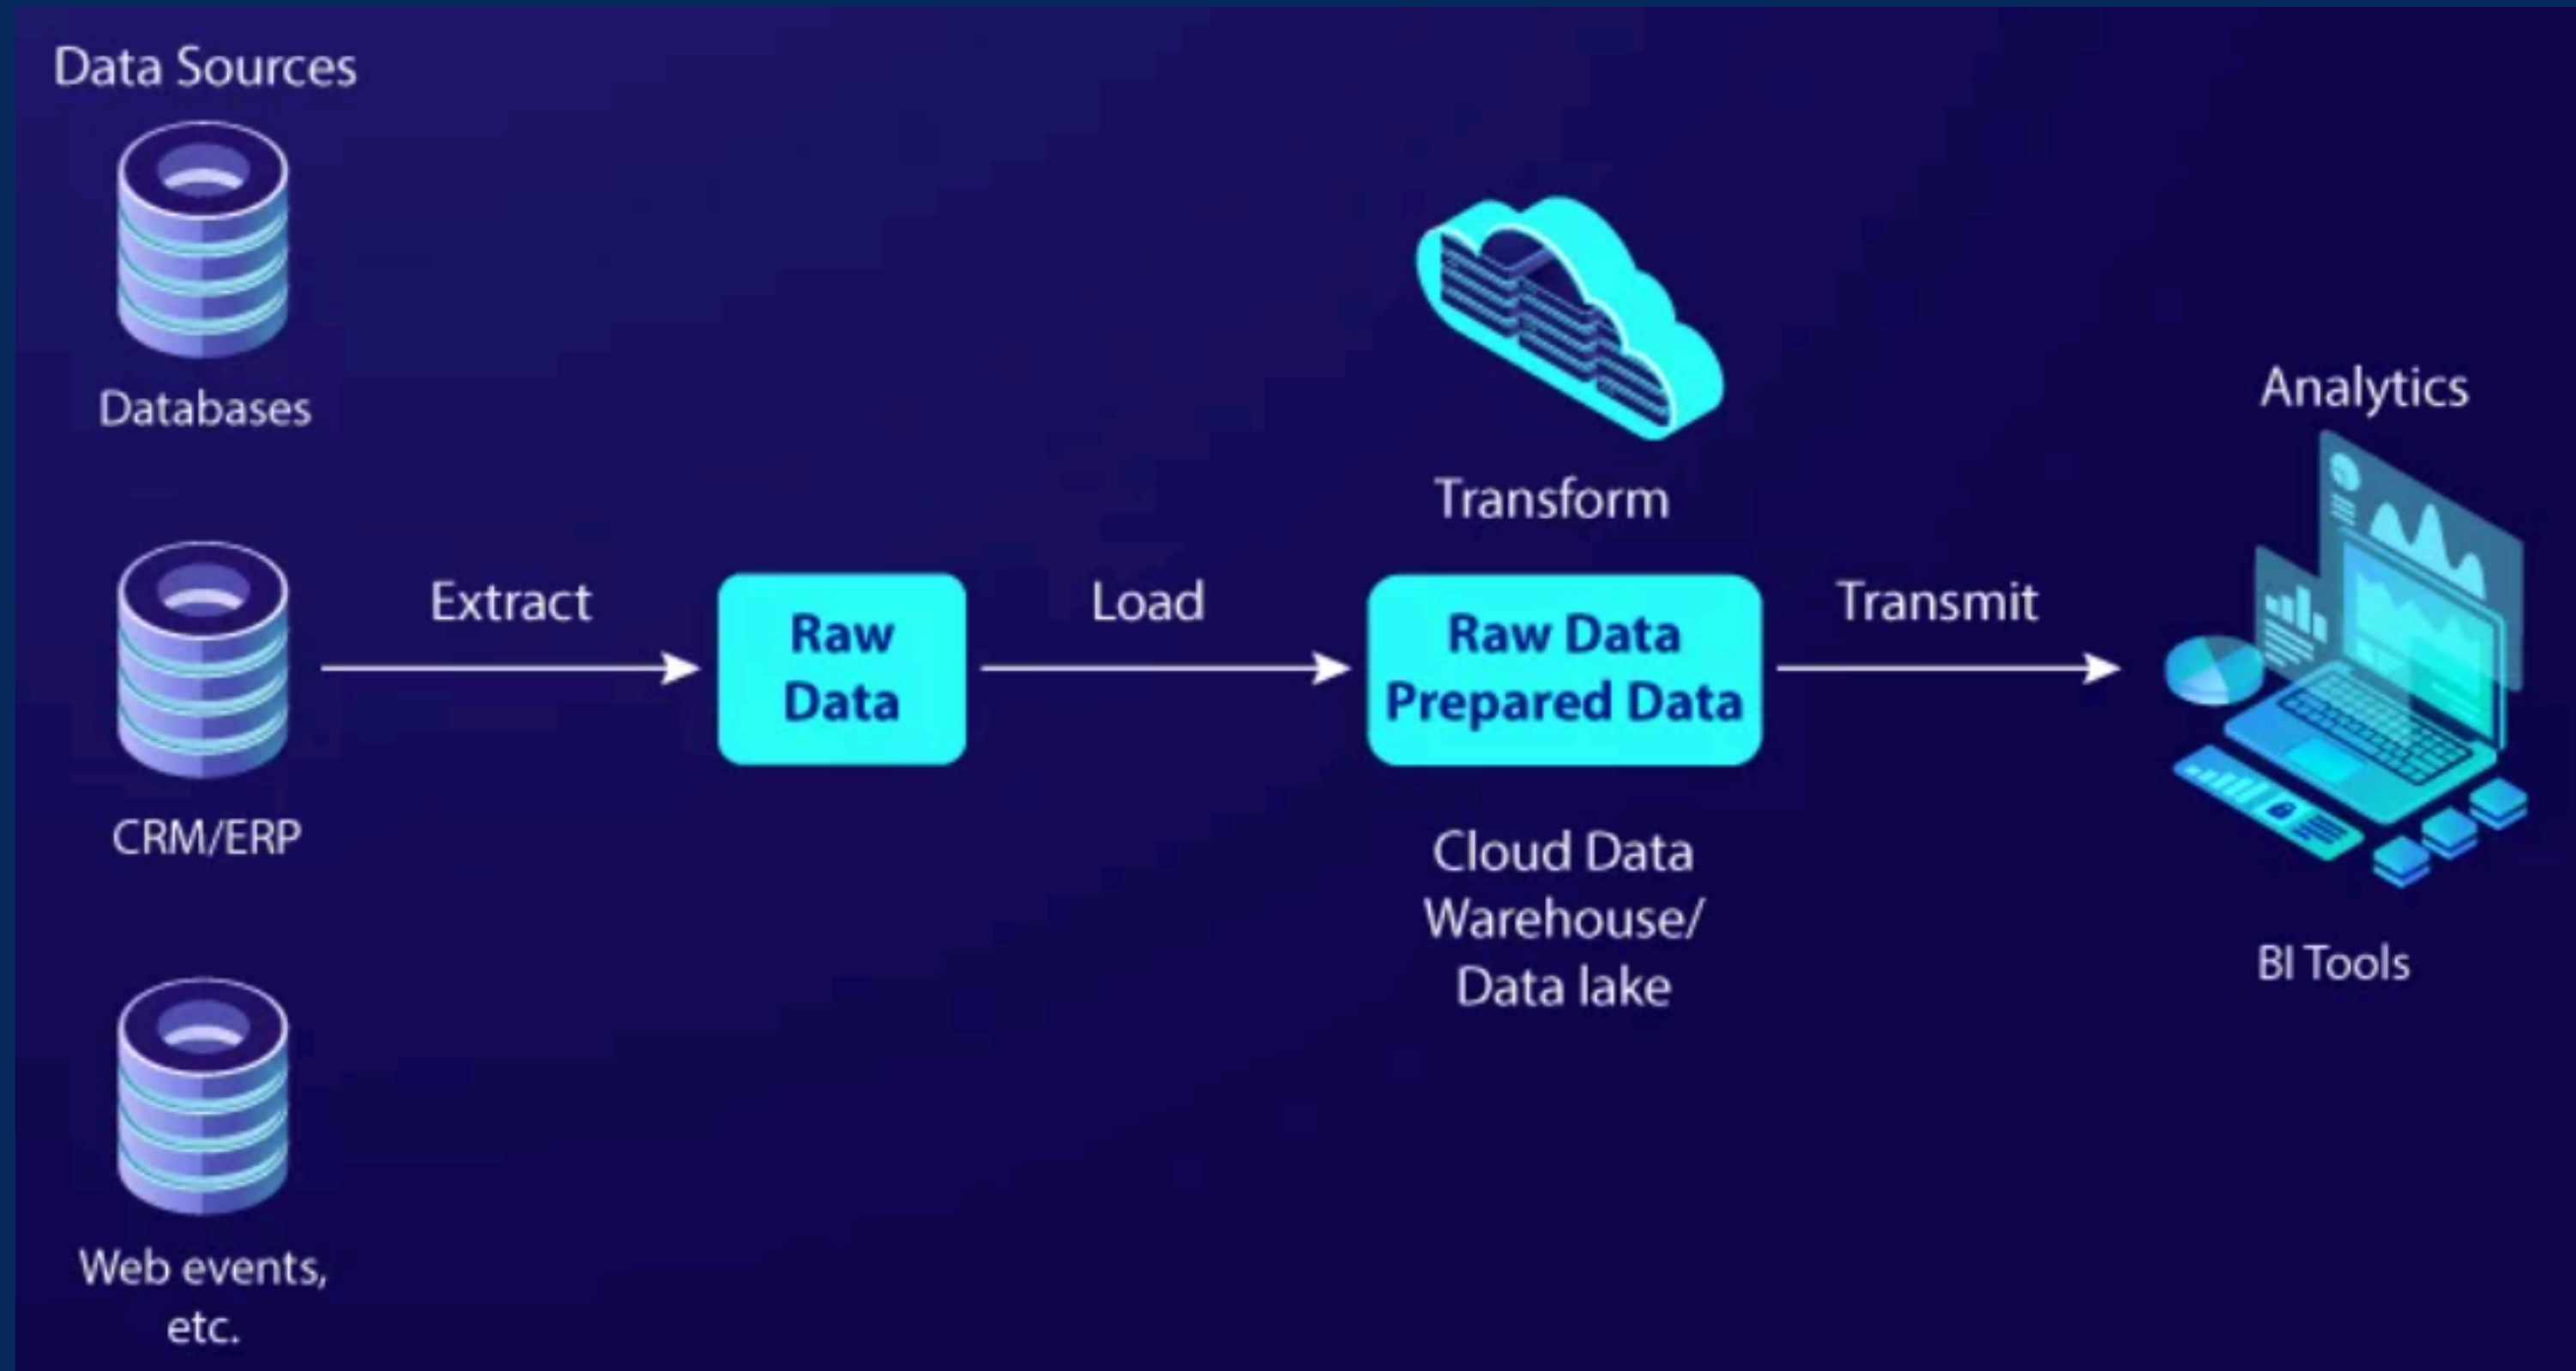 Data Sources
Databases
CRM/ERP
Web events,
etc.
Extract
Raw
Data
Load
Transform
Raw Data
Prepared Data
Cloud Data
Warehouse/
Data lake
Transmit
Analytics
BI Tools